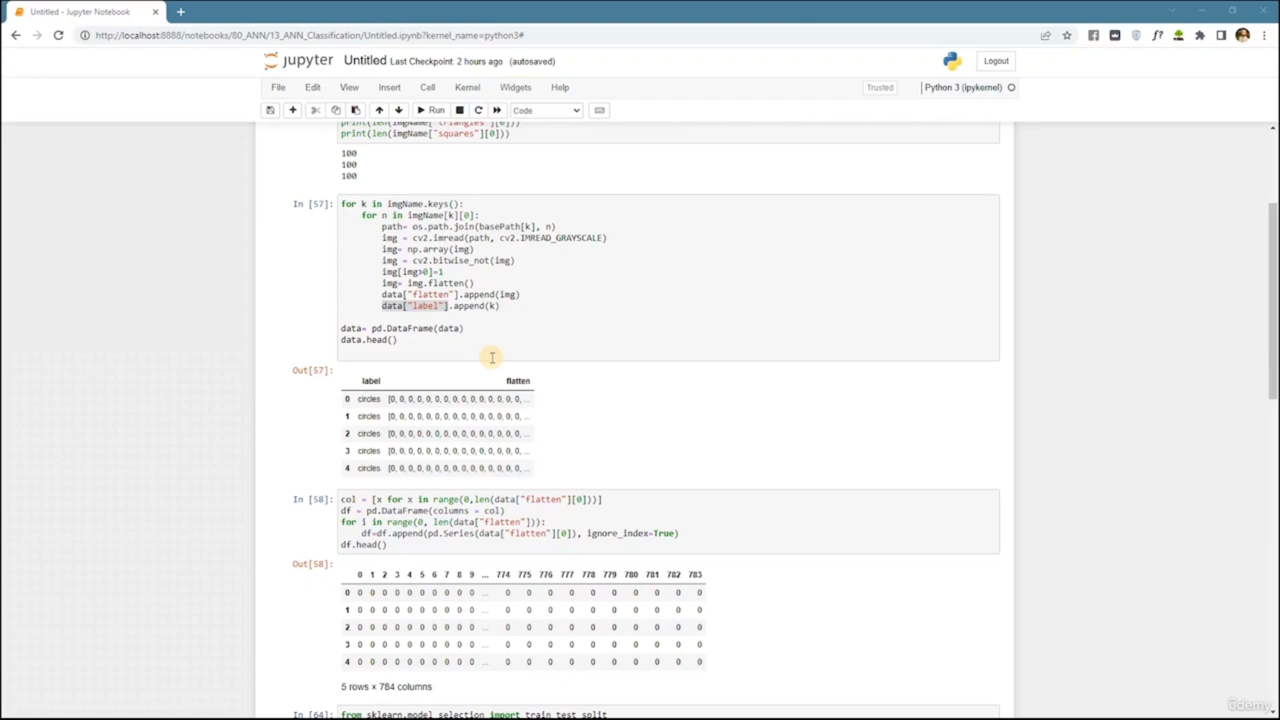 Untitled - Jupyter Notebook
http://localhost:8888/notebooks/80_ANN/13_ANN_Classification/Untitled.ipynb?kernel_name=python3#
jupyter Untitled Last Checkpoint: 2 hours ago (autosaved)
Logout
File Edit View Insert Cell Kernel Widgets Help
Trusted
Python 3 (ipykernel)
Run
Code
print(len(imgName["triangles"][0]))
print(len(imgName["squares"][0]))
100
100
100
In [57]:
for k in imgName.keys():
for n in imgName[k][0]:
path= os.path.join(basePath[k], n)
img = cv2.imread(path, cv2.IMREAD_GRAYSCALE)
img= np.array(img)
img = cv2.bitwise_not(img)
img[img>0]=1
img= img.flatten()
data["flatten"].append(img)
data["label"].append(k)
data= pd.DataFrame(data)
data.head()
Out[57]:
label flatten
0 circles [0, 0, 0, 0, 0, 0, 0, 0, 0, 0, 0, 0, 0, 0, 0, ...
1 circles [0, 0, 0, 0, 0, 0, 0, 0, 0, 0, 0, 0, 0, 0, 0, ...
2 circles [0, 0, 0, 0, 0, 0, 0, 0, 0, 0, 0, 0, 0, 0, 0, ...
3 circles [0, 0, 0, 0, 0, 0, 0, 0, 0, 0, 0, 0, 0, 0, 0, ...
4 circles [0, 0, 0, 0, 0, 0, 0, 0, 0, 0, 0, 0, 0, 0, 0, ...
In [58]:
col = [x for x in range(0,len(data["flatten"][0]))]
df = pd.DataFrame(columns = col)
for i in range(0, len(data["flatten"])):
df=df.append(pd.Series(data["flatten"][0]), ignore_index=True)
df.head()
Out[58]:
0 1 2 3 4 5 6 7 8 9 ... 774 775 776 777 778 779 780 781 782 783
0 0 0 0 0 0 0 0 0 0 0 ... 0 0 0 0 0 0 0 0 0 0
1 0 0 0 0 0 0 0 0 0 0 ... 0 0 0 0 0 0 0 0 0 0
2 0 0 0 0 0 0 0 0 0 0 ... 0 0 0 0 0 0 0 0 0 0
3 0 0 0 0 0 0 0 0 0 0 ... 0 0 0 0 0 0 0 0 0 0
4 0 0 0 0 0 0 0 0 0 0 ... 0 0 0 0 0 0 0 0 0 0
5 rows × 784 columns
In [64]:
from sklearn.model_selection import train_test_split
ûdemy